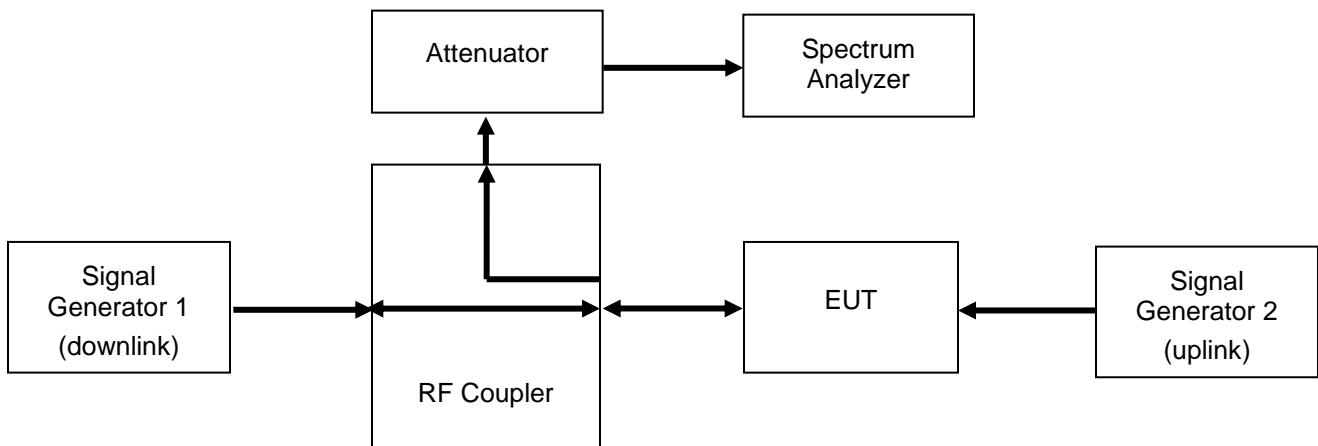 Attenuator
Spectrum
Analyzer
Signal
Generator 1
(downlink)
RF Coupler
EUT
Signal
Generator 2
(uplink)